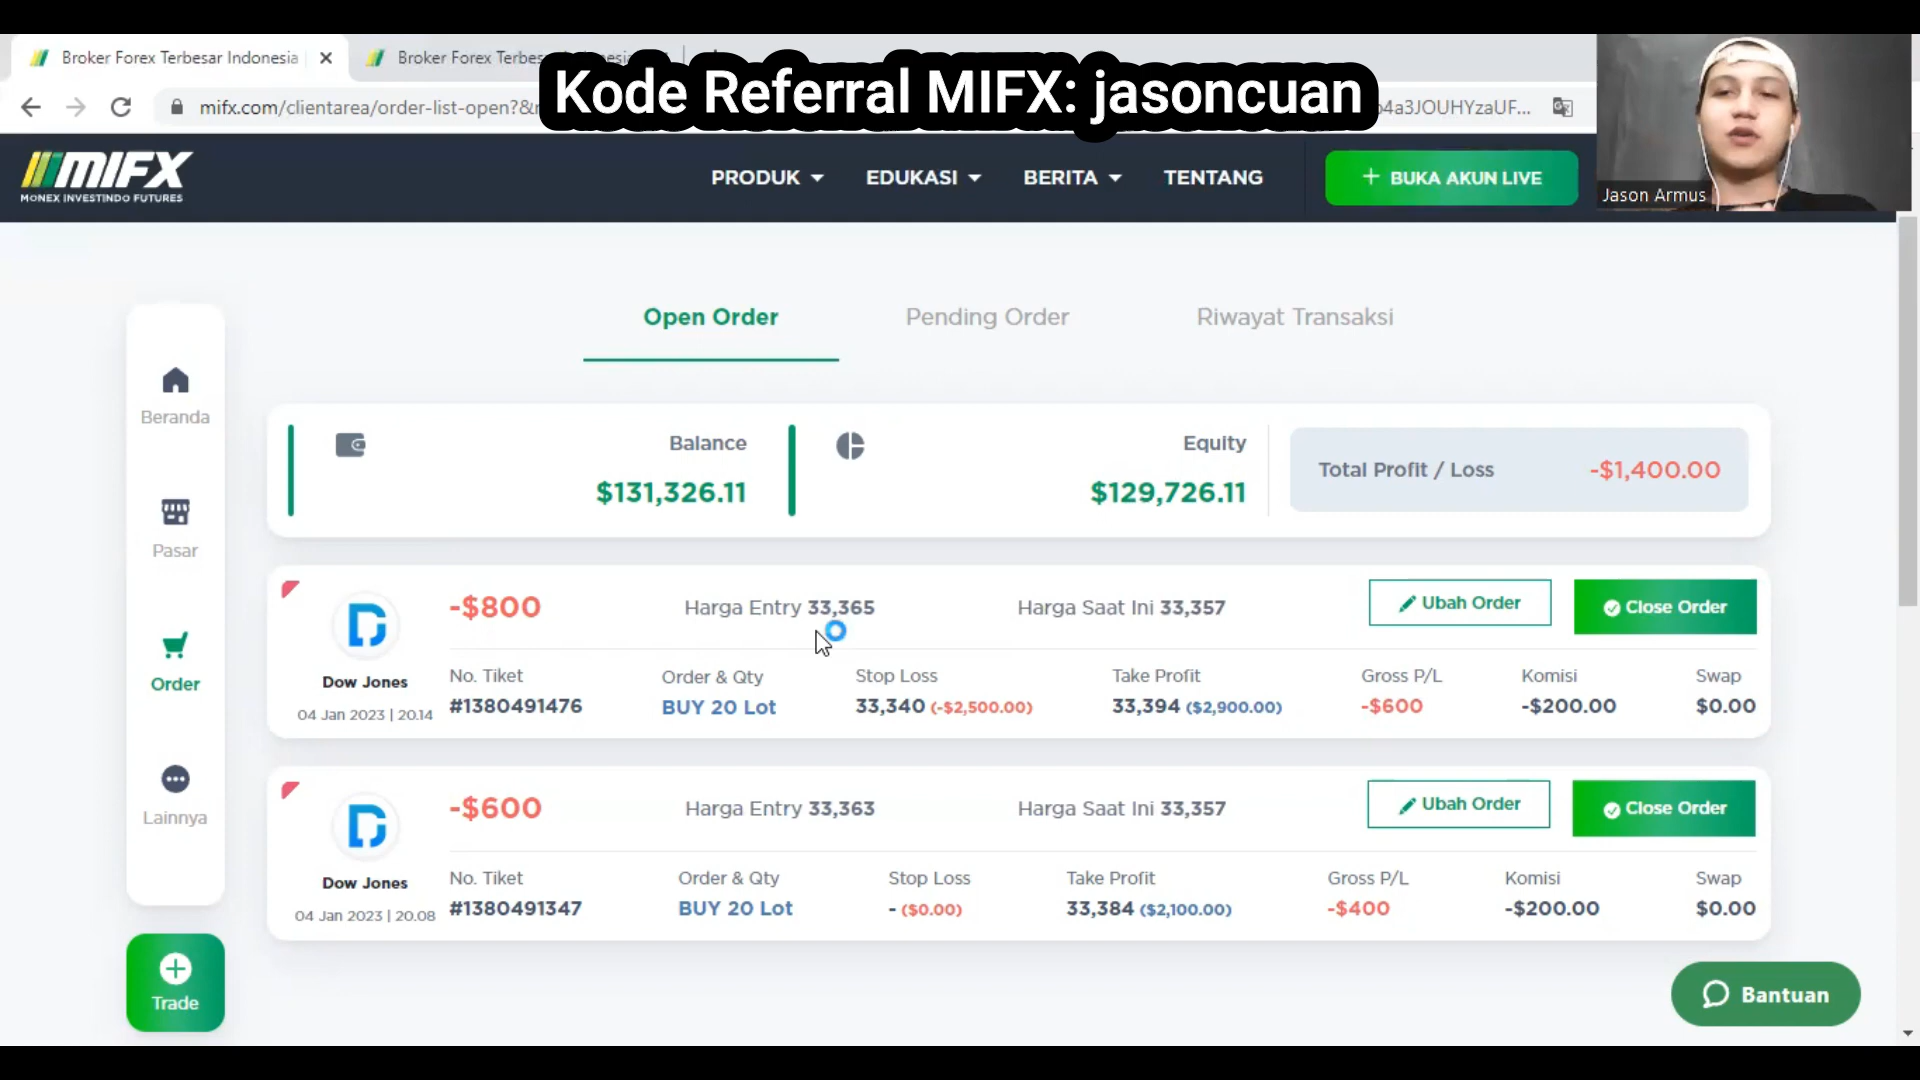 Broker Forex Terbesar Indonesia
Broker Forex Terbes
Kode Referral MIFX: jasoncuan
mifx.com/clientarea/order-list-open?&
4a3JOUHYzaUF...
MIFX
MONEX INVESTINDO FUTURES
PRODUK
EDUKASI
BERITA
TENTANG
+ BUKA AKUN LIVE
Jason Armus
Open Order
Pending Order
Riwayat Transaksi
Beranda
Pasar
Order
Lainnya
Trade
Balance
$131,326.11
Equity
$129,726.11
Total Profit / Loss
-$1,400.00
-$800
Harga Entry 33,365
Harga Saat Ini 33,357
Ubah Order
Close Order
Dow Jones
04 Jan 2023 | 20.14
No. Tiket
#1380491476
Order & Qty
BUY 20 Lot
Stop Loss
33,340 (-$2,500.00)
Take Profit
33,394 ($2,900.00)
Gross P/L
-$600
Komisi
-$200.00
Swap
$0.00
-$600
Harga Entry 33,363
Harga Saat Ini 33,357
Ubah Order
Close Order
Dow Jones
04 Jan 2023 | 20.08
No. Tiket
#1380491347
Order & Qty
BUY 20 Lot
Stop Loss
- ($0.00)
Take Profit
33,384 ($2,100.00)
Gross P/L
-$400
Komisi
-$200.00
Swap
$0.00
Bantuan